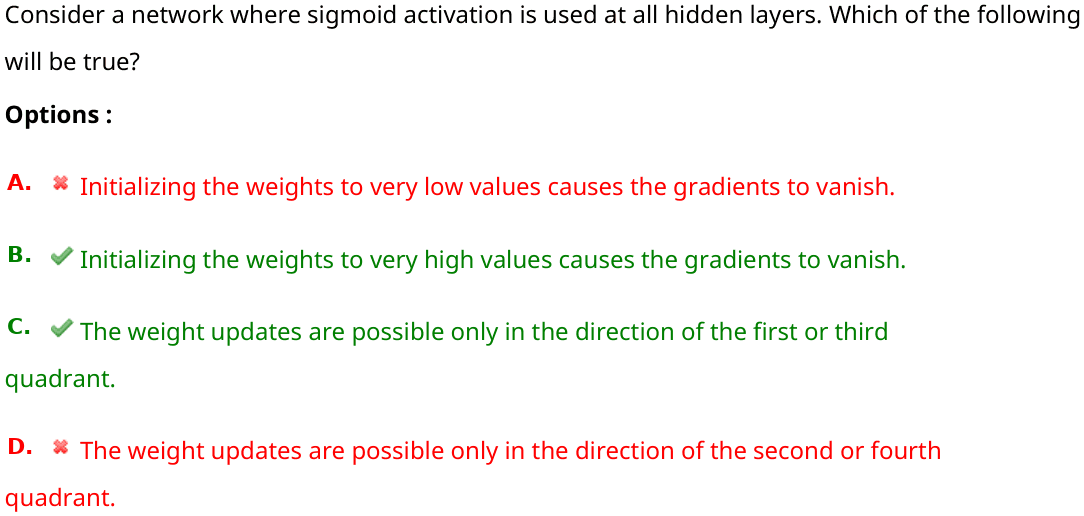 Consider a network where sigmoid activation is used at all hidden layers. Which of the following
will be true?
Options :
A. Initializing the weights to very low values causes the gradients to vanish.
B. Initializing the weights to very high values causes the gradients to vanish.
C. The weight updates are possible only in the direction of the first or third
quadrant.
D. The weight updates are possible only in the direction of the second or fourth
quadrant.